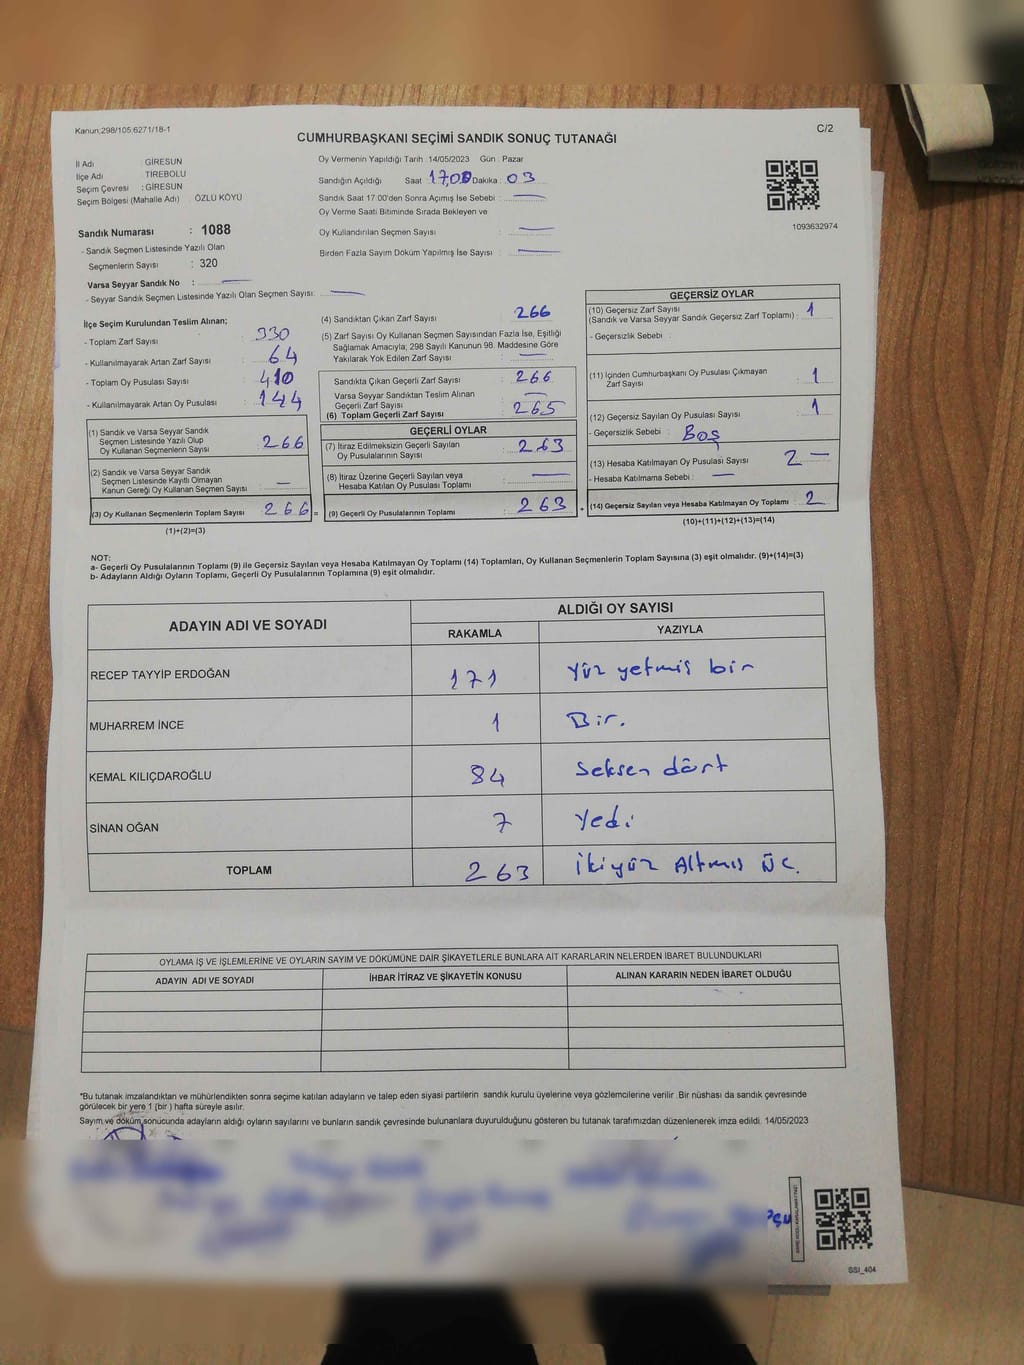 Kanun;298/105;6271/18-1
C/2
CUMHURBAŞKANI SEÇİMİ SANDIK SONUÇ TUTANAĞI
İl Adı : GİRESUN
İlçe Adı TİREBOLU
Seçim Çevresi : GİRESUN
Seçim Bölgesi (Mahalle Adı) : ÖZLÜ KÖYÜ
Oy Vermenin Yapıldığı Tarih 14/05/2023 Gün : Pazar
Sandığın Açıldığı Saat 17,00 Dakika : 03
Sandık Saat 17:00'den Sonra Açımış İse Sebebi : —
Oy Verme Saati Bitiminde Sırada Bekleyen ve
Oy Kullandırılan Seçmen Sayısı : —
Birden Fazla Sayım Döküm Yapılmış İse Sayısı : —
1093632974
Sandık Numarası : 1088
- Sandık Seçmen Listesinde Yazılı Olan
Seçmenlerin Sayısı : 320
Varsa Seyyar Sandık No : —
- Seyyar Sandık Seçmen Listesinde Yazılı Olan Seçmen Sayısı: —
İlçe Seçim Kurulundan Teslim Alınan;
- Toplam Zarf Sayısı : 330
- Kullanılmayarak Artan Zarf Sayısı : 64
- Toplam Oy Pusulası Sayısı : 410
- Kullanılmayarak Artan Oy Pusulası : 144
(1) Sandık ve Varsa Seyyar Sandık
Seçmen Listesinde Yazılı Olup
Oy Kullanan Seçmenlerin Sayısı : 266
(2) Sandık ve Varsa Seyyar Sandık
Seçmen Listesinde Kayıtlı Olmayan
Kanun Gereği Oy Kullanan Seçmen Sayısı : —
(3) Oy Kullanan Seçmenlerin Toplam Sayısı : 266 =
(1)+(2)=(3)
(4) Sandıktan Çıkan Zarf Sayısı : 266
(5) Zarf Sayısı Oy Kullanan Seçmen Sayısından Fazla İse, Eşitliği
Sağlamak Amacıyla; 298 Sayılı Kanunun 98. Maddesine Göre
Yakılarak Yok Edilen Zarf Sayısı : —
Sandıkta Çıkan Geçerli Zarf Sayısı : 266
Varsa Seyyar Sandıktan Teslim Alınan
Geçerli Zarf Sayısı : —
(6) Toplam Geçerli Zarf Sayısı : 265
GEÇERLİ OYLAR
(7) İtiraz Edilmeksizin Geçerli Sayılan
Oy Pusulalarının Sayısı : 263
(8) İtiraz Üzerine Geçerli Sayılan veya
Hesaba Katılan Oy Pusulası Toplamı : —
(9) Geçerli Oy Pusulalarının Toplamı : 263 +
GEÇERSİZ OYLAR
(10) Geçersiz Zarf Sayısı
(Sandık ve Varsa Seyyar Sandık Geçersiz Zarf Toplamı) : 1
- Geçersizlik Sebebi :
(11) İçinden Cumhurbaşkanı Oy Pusulası Çıkmayan
Zarf Sayısı : 1
(12) Geçersiz Sayılan Oy Pusulası Sayısı : 1
- Geçersizlik Sebebi : Boş
(13) Hesaba Katılmayan Oy Pusulası Sayısı : 2 —
- Hesaba Katılmama Sebebi : —
(14) Geçersiz Sayılan veya Hesaba Katılmayan Oy Toplamı : 2
(10)+(11)+(12)+(13)=(14)
NOT:
a- Geçerli Oy Pusulalarının Toplamı (9) ile Geçersiz Sayılan veya Hesaba Katılmayan Oy Toplamı (14) Toplamları, Oy Kullanan Seçmenlerin Toplam Sayısına (3) eşit olmalıdır. (9)+(14)=(3)
b- Adayların Aldığı Oyların Toplamı, Geçerli Oy Pusulalarının Toplamına (9) eşit olmalıdır.
ADAYIN ADI VE SOYADI
ALDIĞI OY SAYISI
RAKAMLA YAZIYLA
RECEP TAYYİP ERDOĞAN 171 Yüz yetmiş bir
MUHARREM İNCE 1 Bir.
KEMAL KILIÇDAROĞLU 84 Seksen dört
SİNAN OĞAN 7 Yedi
TOPLAM 263 İkiyüz Altmış üç.
OYLAMA İŞ VE İŞLEMLERİNE VE OYLARIN SAYIM VE DÖKÜMÜNE DAİR ŞİKAYETLERLE BUNLARA AİT KARARLARIN NELERDEN İBARET BULUNDUKLARI
ADAYIN ADI VE SOYADI İHBAR İTİRAZ VE ŞİKAYETİN KONUSU ALINAN KARARIN NEDEN İBARET OLDUĞU
*Bu tutanak imzalandıktan ve mühürlendikten sonra seçime katılan adayların ve talep eden siyasi partilerin sandık kurulu üyelerine veya gözlemcilerine verilir .Bir nüshası da sandık çevresinde
görülecek bir yere 1 (bir) hafta süreyle asılır.
Sayım ve döküm sonucunda adayların aldığı oyların sayılarını ve bunların sandık çevresinde bulunanlara duyurulduğunu gösteren bu tutanak tarafımızdan düzenlenerek imza edildi. 14/05/2023
SSI_404